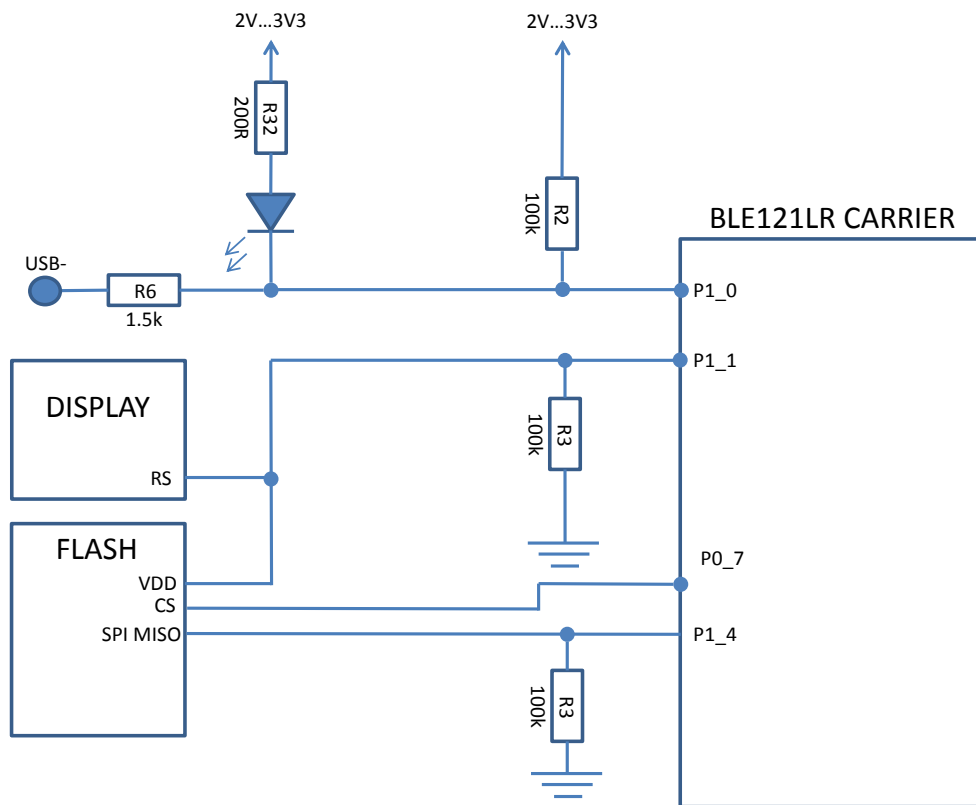 2V...3V3
2V...3V3
R32
200R
R2
100k
BLE121LR CARRIER
USB-
R6
1.5k
P1_0
P1_1
DISPLAY
RS
R3
100k
FLASH
VDD
CS
SPI MISO
P0_7
P1_4
R3
100k